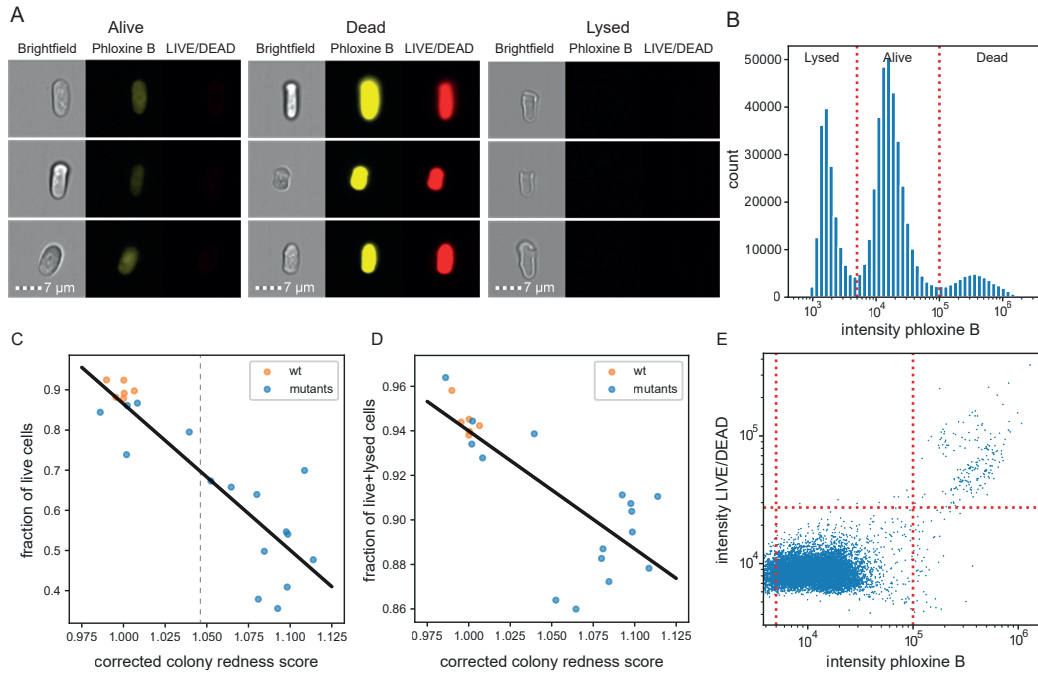 A
Alive
Dead
Lysed
Brightfield Phloxine B LIVE/DEAD
Brightfield Phloxine B LIVE/DEAD
Brightfield Phloxine B LIVE/DEAD
7 µm
7 µm
7 µm
B
Lysed
Alive
Dead
50000
40000
30000
20000
10000
0
count
10³
10⁴
10⁵
10⁶
intensity phloxine B
C
wt
mutants
0.9
0.8
0.7
0.6
0.5
0.4
fraction of live cells
0.975 1.000 1.025 1.050 1.075 1.100 1.125
corrected colony redness score
D
wt
mutants
0.96
0.94
0.92
0.90
0.88
0.86
fraction of live+lysed cells
0.975 1.000 1.025 1.050 1.075 1.100 1.125
corrected colony redness score
E
10⁵
10⁴
intensity LIVE/DEAD
10⁴
10⁵
10⁶
intensity phloxine B